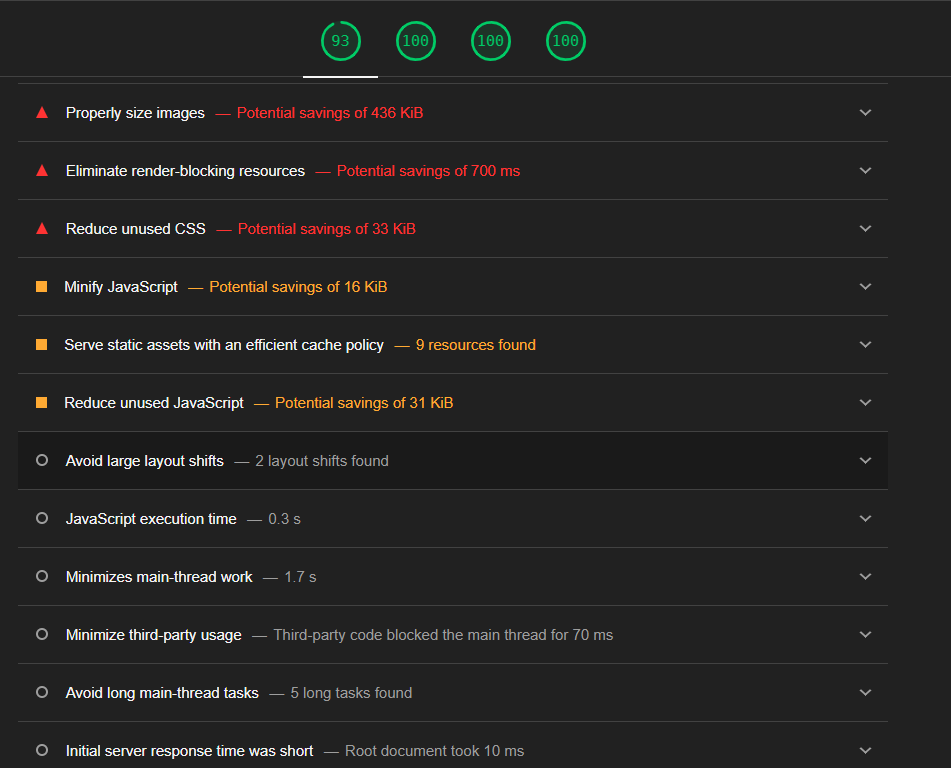 93 100 100 100
Properly size images — Potential savings of 436 KiB
Eliminate render-blocking resources — Potential savings of 700 ms
Reduce unused CSS — Potential savings of 33 KiB
Minify JavaScript — Potential savings of 16 KiB
Serve static assets with an efficient cache policy — 9 resources found
Reduce unused JavaScript — Potential savings of 31 KiB
Avoid large layout shifts — 2 layout shifts found
JavaScript execution time — 0.3 s
Minimizes main-thread work — 1.7 s
Minimize third-party usage — Third-party code blocked the main thread for 70 ms
Avoid long main-thread tasks — 5 long tasks found
Initial server response time was short — Root document took 10 ms